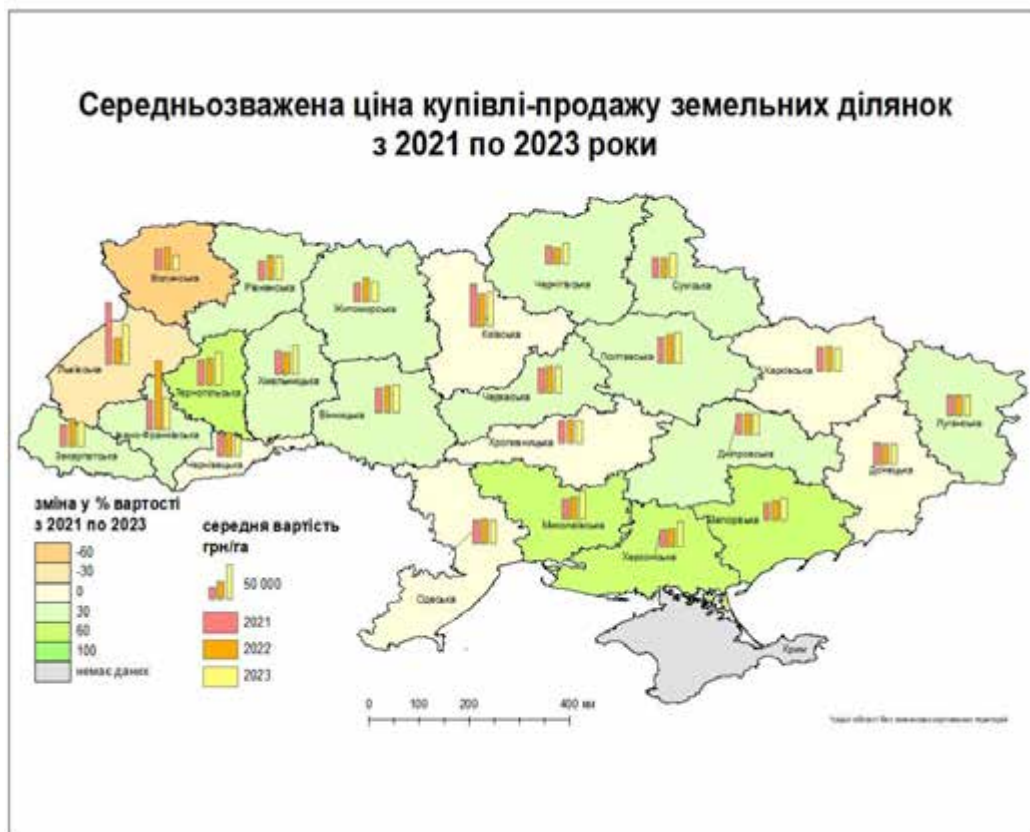 Середньозважена ціна купівлі-продажу земельних ділянок
з 2021 по 2023 роки
Волинська
Рівненська
Житомирська
Київська
Чернігівська
Сумська
Львівська
Тернопільська
Хмельницька
Вінницька
Черкаська
Полтавська
Харківська
Луганська
Закарпатська
Івано-Франківська
Чернівецька
Кропивницька
Дніпровська
Донецька
Миколаївська
Запорізька
Херсонська
Одеська
Крим
зміна у % вартості
з 2021 по 2023
-60
-30
0
30
60
100
немає даних
середня вартість
грн/га
50 000
2021
2022
2023
0 100 200 400 км